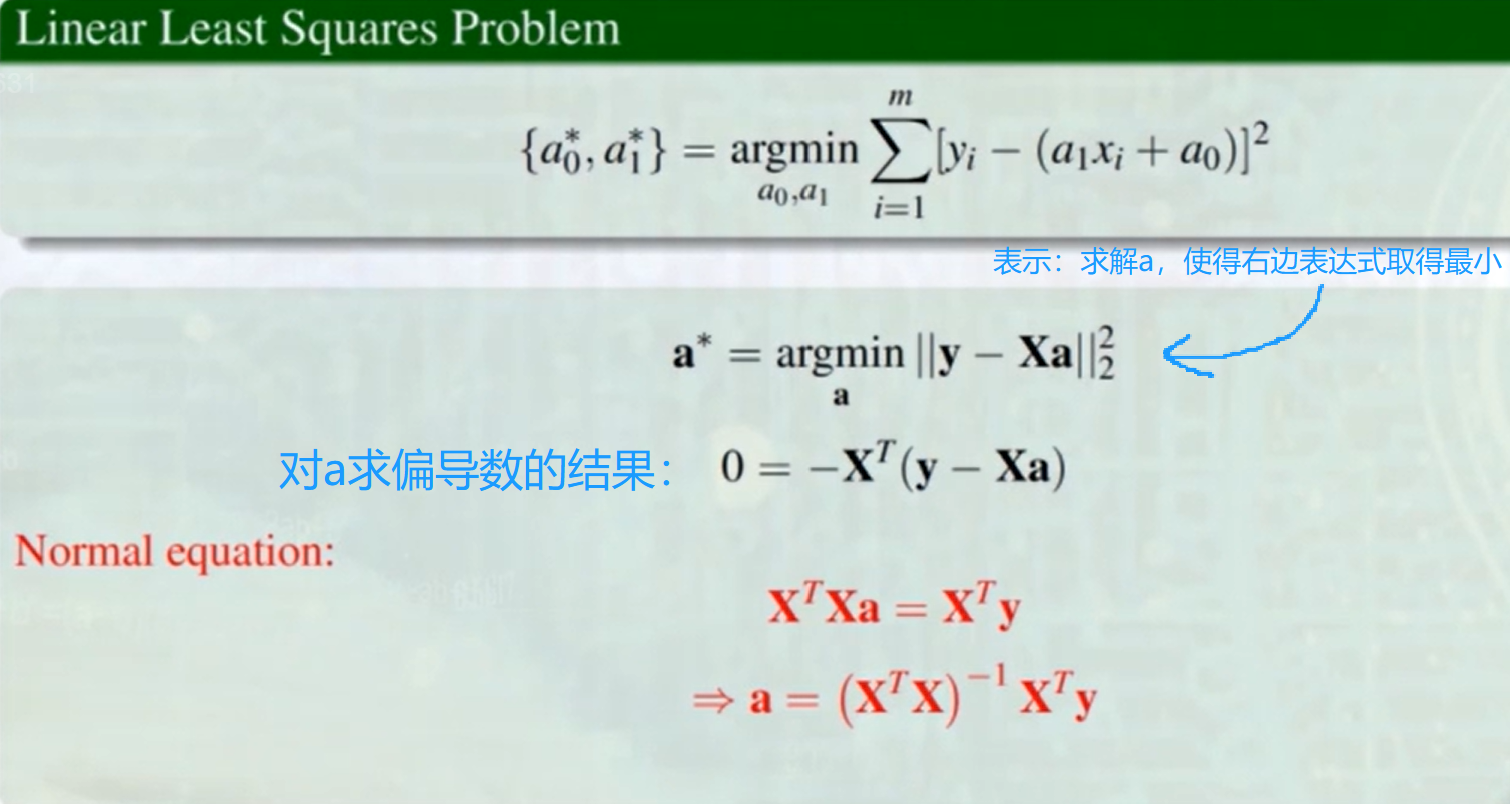 Linear Least Squares Problem
631
$\{a_0^*, a_1^*\} = \underset{a_0,a_1}{\operatorname{argmin}} \sum_{i=1}^{m} [y_i - (a_1 x_i + a_0)]^2$
表示：求解a，使得右边表达式取得最小
$\mathbf{a}^* = \underset{\mathbf{a}}{\operatorname{argmin}} ||\mathbf{y} - \mathbf{X}\mathbf{a}||_2^2$
对a求偏导数的结果： $0 = -\mathbf{X}^T(\mathbf{y} - \mathbf{X}\mathbf{a})$
Normal equation:
$\mathbf{X}^T\mathbf{X}\mathbf{a} = \mathbf{X}^T\mathbf{y}$
$\Rightarrow \mathbf{a} = (\mathbf{X}^T\mathbf{X})^{-1}\mathbf{X}^T\mathbf{y}$